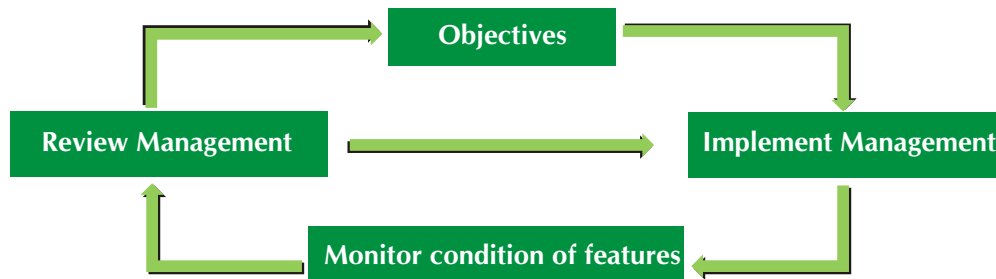 Objectives
Review Management
Implement Management
Monitor condition of features